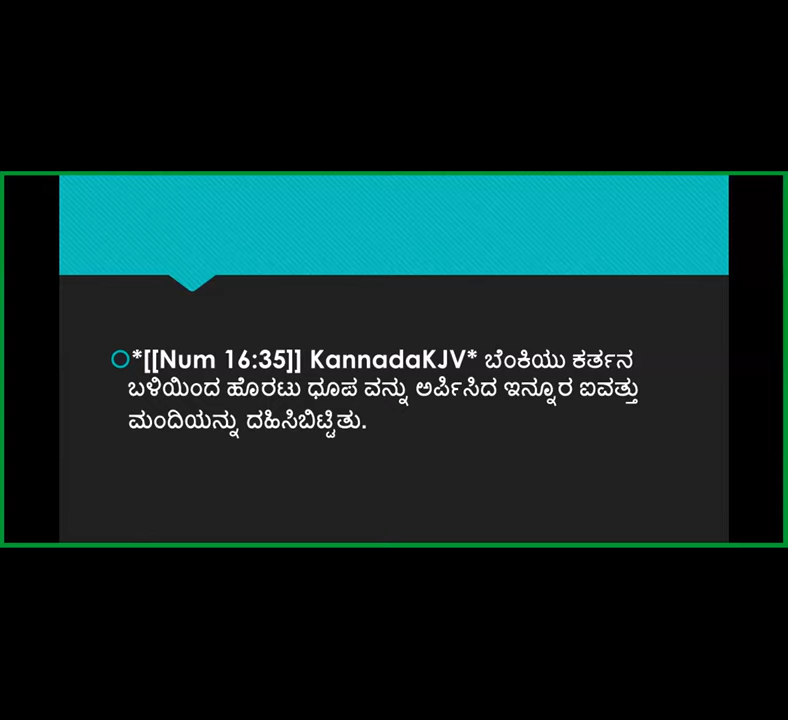 *[[Num 16:35]] KannadaKJV* ಬೆಂಕಿಯು ಕರ್ತನ
ಬಳಿಯಿಂದ ಹೊರಟು ಧೂಪ ವನ್ನು ಅರ್ಪಿಸಿದ ಇನ್ನೂರ ಐವತ್ತು
ಮಂದಿಯನ್ನು ದಹಿಸಿಬಿಟ್ಟಿತು.